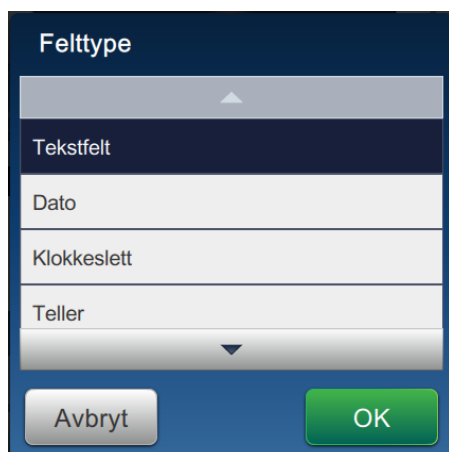 Felttype
Tekstfelt
Dato
Klokkeslett
Teller
Avbryt
OK